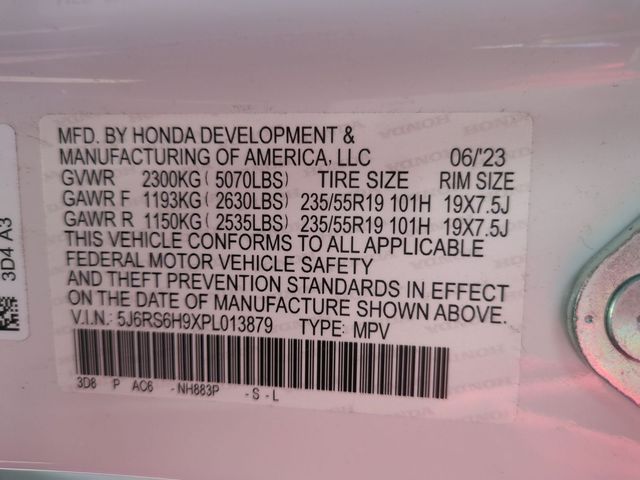 MFD. BY HONDA DEVELOPMENT &
MANUFACTURING OF AMERICA, LLC 06/'23
GVWR 2300KG ( 5070LBS) TIRE SIZE RIM SIZE
GAWR F 1193KG ( 2630LBS) 235/55R19 101H 19X7.5J
GAWR R 1150KG ( 2535LBS) 235/55R19 101H 19X7.5J
THIS VEHICLE CONFORMS TO ALL APPLICABLE
FEDERAL MOTOR VEHICLE SAFETY
AND THEFT PREVENTION STANDARDS IN EFFECT
ON THE DATE OF MANUFACTURE SHOWN ABOVE.
V.I.N.: 5J6RS6H9XPL013879 TYPE: MPV
3D8 P AC6 -NH883P -S-L
3D4 A3